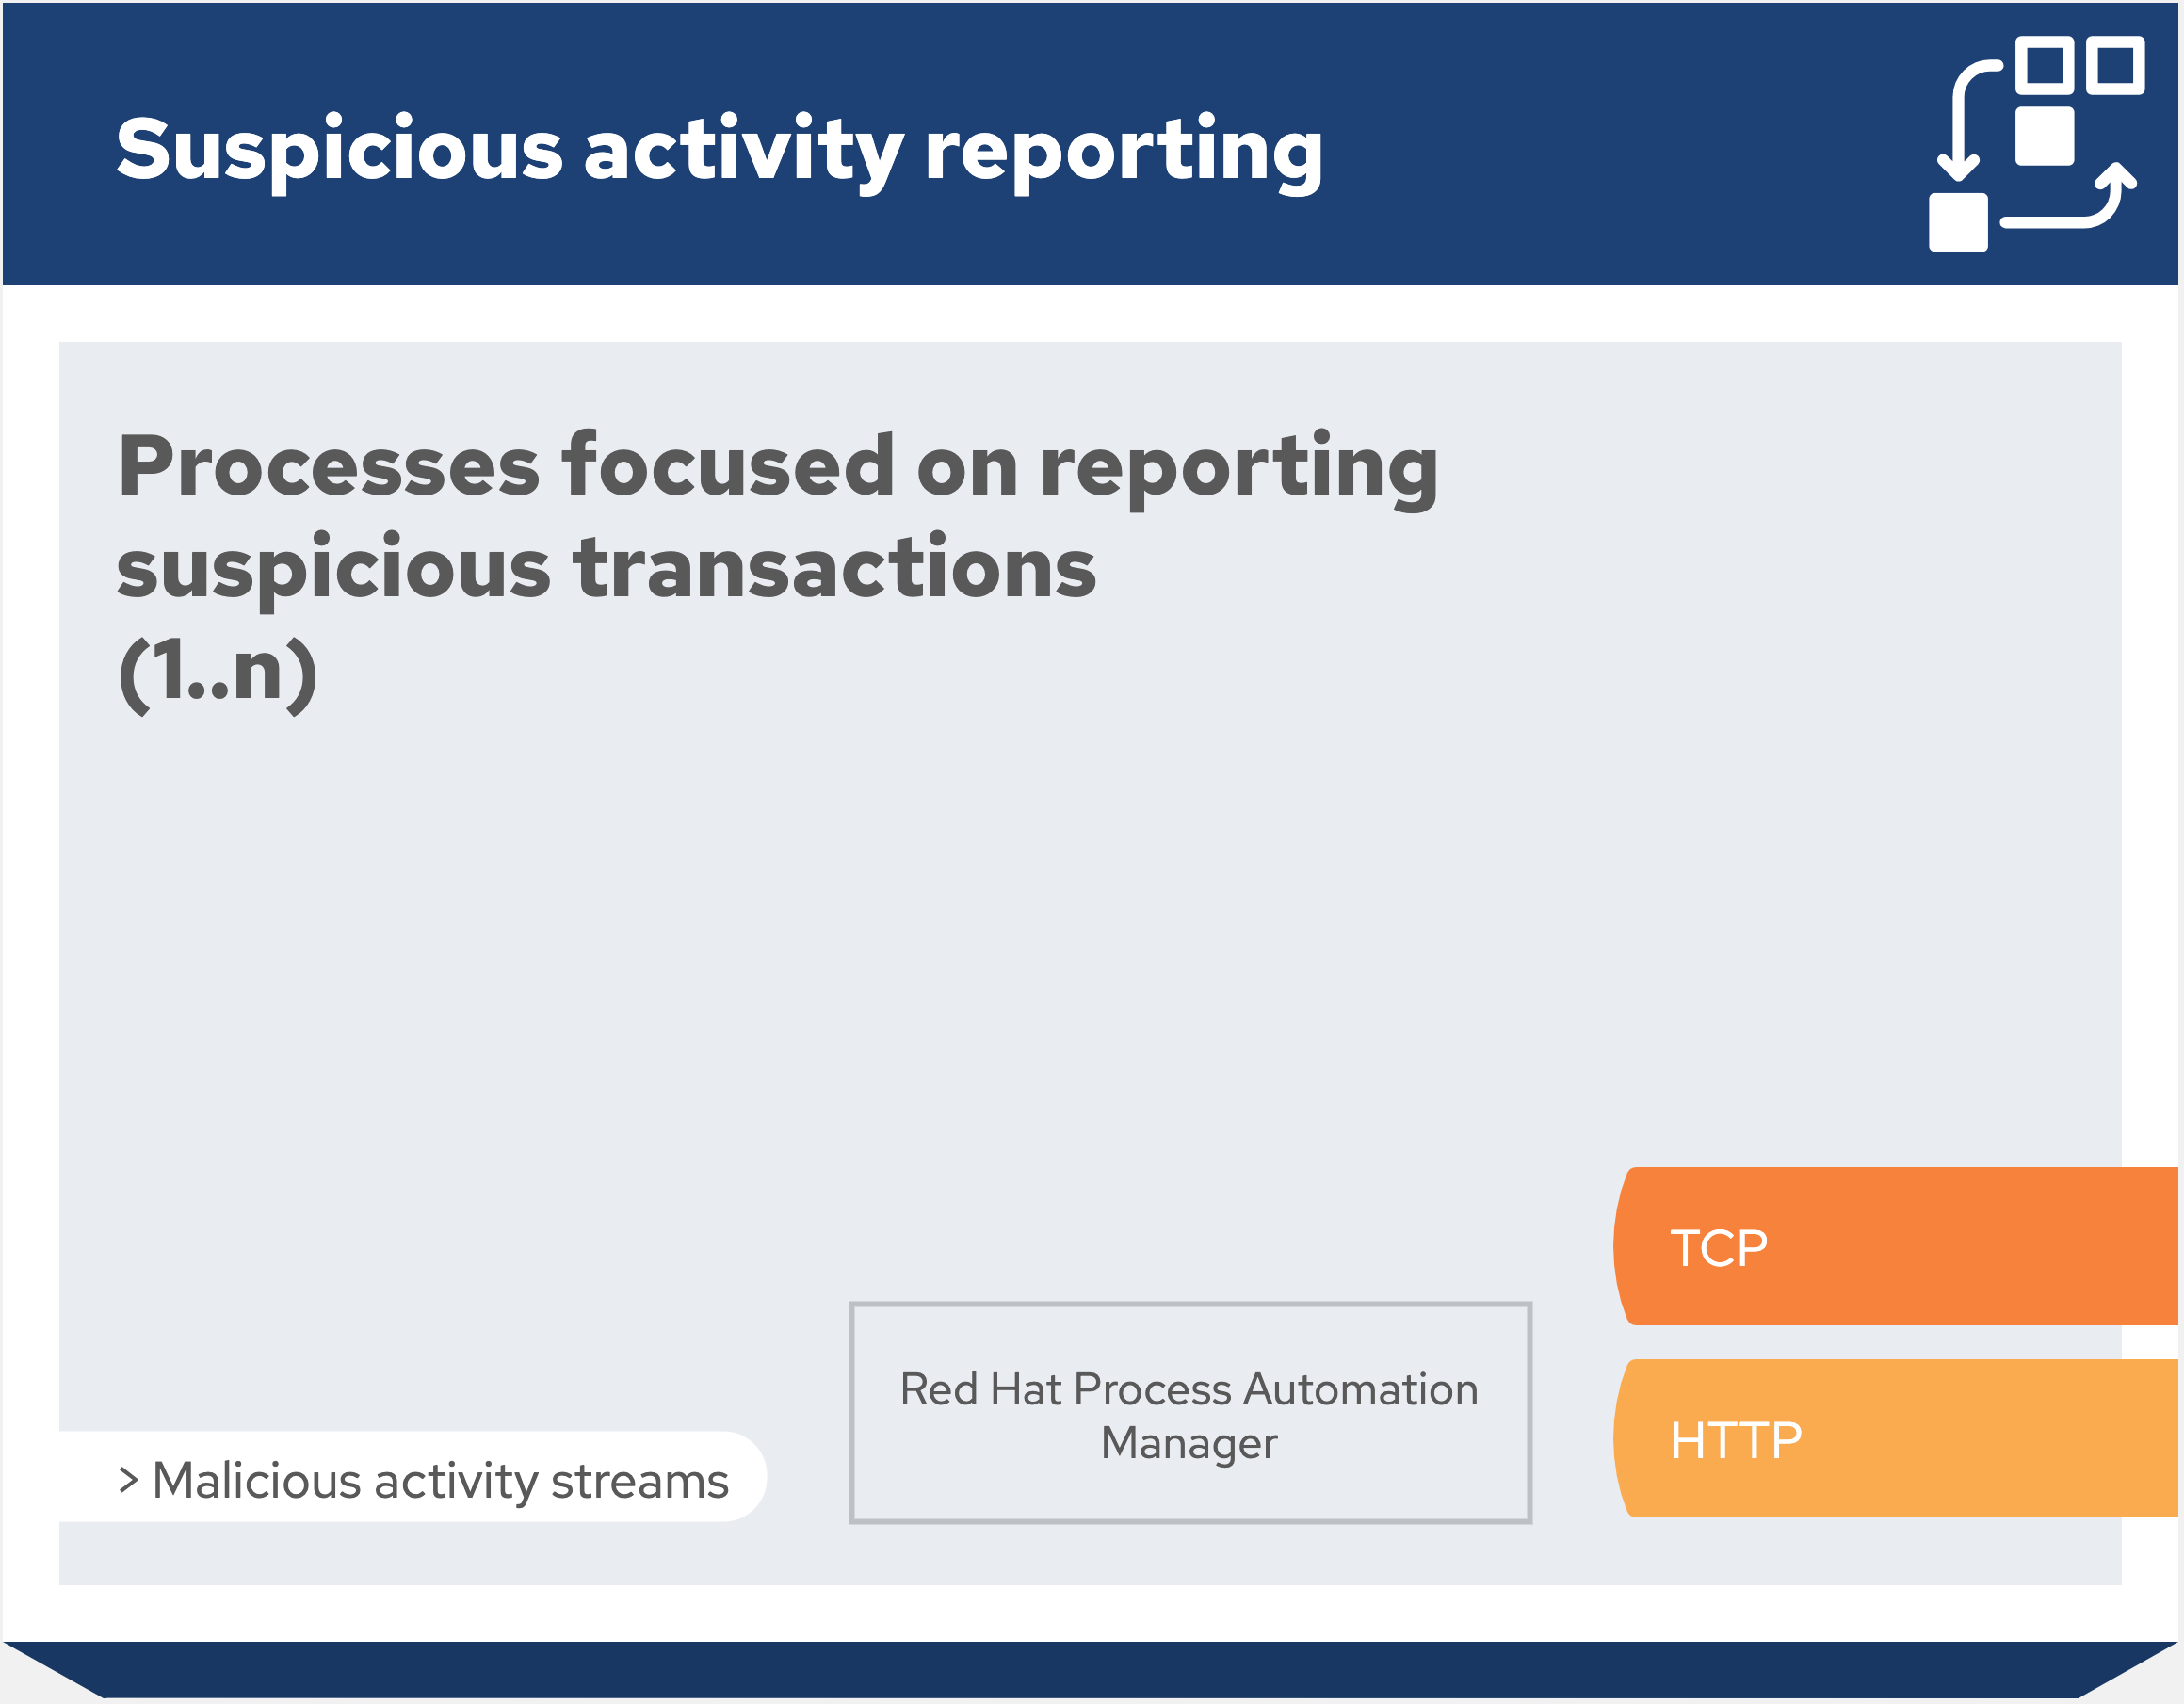 Suspicious activity reporting
Processes focused on reporting
suspicious transactions
(1..n)
TCP
Red Hat Process Automation
Manager
HTTP
> Malicious activity streams